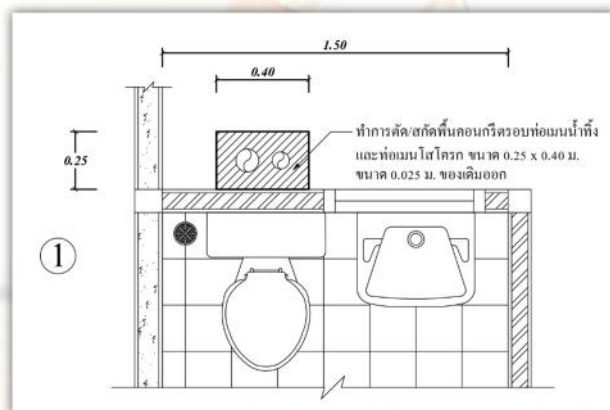 1.50
0.40
0.25
ทำการตัด/สกัดพื้นคอนกรีตรอบท่อเมนน้ำทิ้ง
และท่อเมนโสโครก ขนาด 0.25 x 0.40 ม.
ขนาด 0.025 ม. ของเดิมออก
1